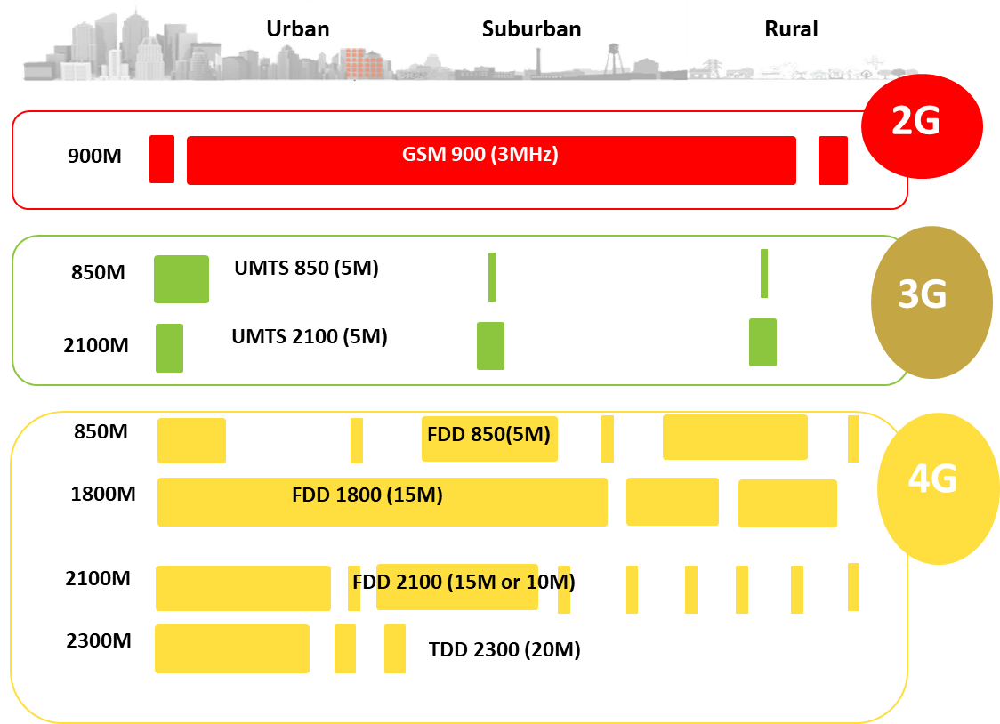 Urban
Suburban
Rural
2G
900M
GSM 900 (3MHz)
850M
UMTS 850 (5M)
3G
2100M
UMTS 2100 (5M)
850M
FDD 850(5M)
4G
1800M
FDD 1800 (15M)
2100M
FDD 2100 (15M or 10M)
2300M
TDD 2300 (20M)